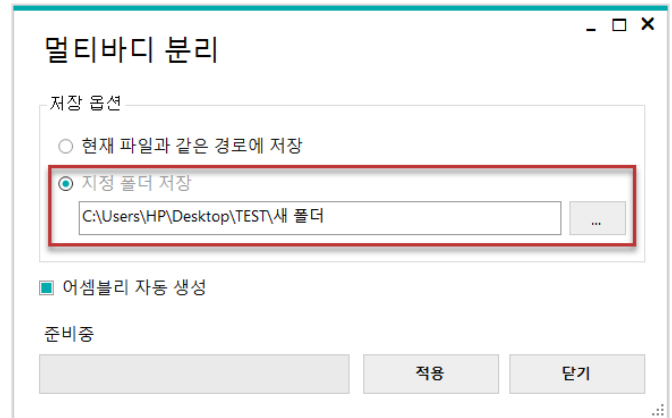 멀티바디 분리
저장 옵션
현재 파일과 같은 경로에 저장
지정 폴더 저장
C:\Users\HP\Desktop\TEST\새 폴더
...
어셈블리 자동 생성
준비중
적용
닫기